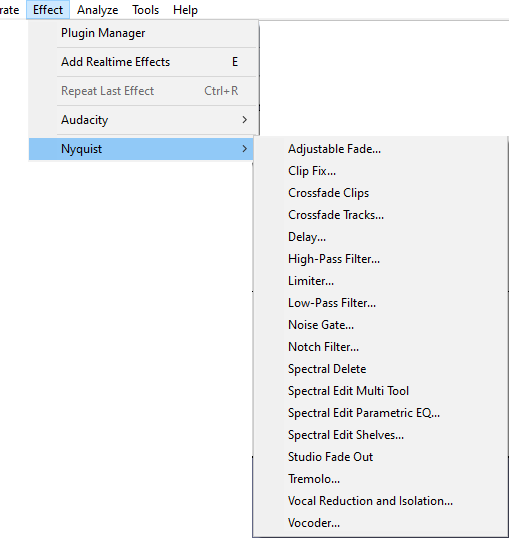 rate Effect Analyze Tools Help
Plugin Manager
Add Realtime Effects E
Repeat Last Effect Ctrl+R
Audacity >
Nyquist >
Adjustable Fade...
Clip Fix...
Crossfade Clips
Crossfade Tracks...
Delay...
High-Pass Filter...
Limiter...
Low-Pass Filter...
Noise Gate...
Notch Filter...
Spectral Delete
Spectral Edit Multi Tool
Spectral Edit Parametric EQ...
Spectral Edit Shelves...
Studio Fade Out
Tremolo...
Vocal Reduction and Isolation...
Vocoder...